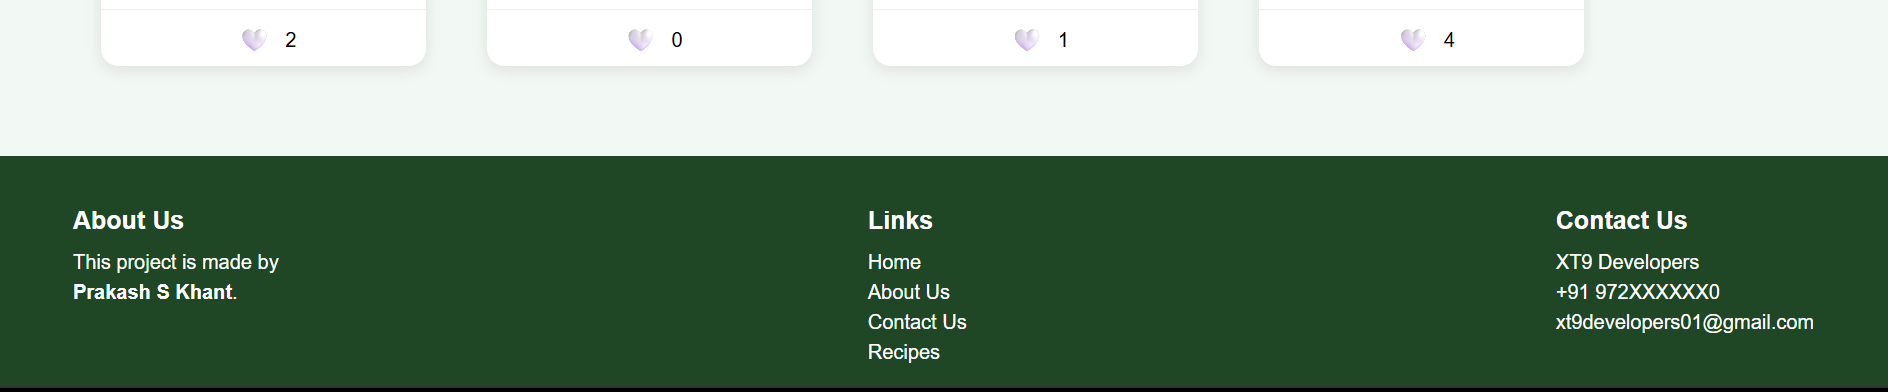 2
0
1
4
About Us
This project is made by
Prakash S Khant.
Links
Home
About Us
Contact Us
Recipes
Contact Us
XT9 Developers
+91 972XXXXXX0
xt9developers01@gmail.com